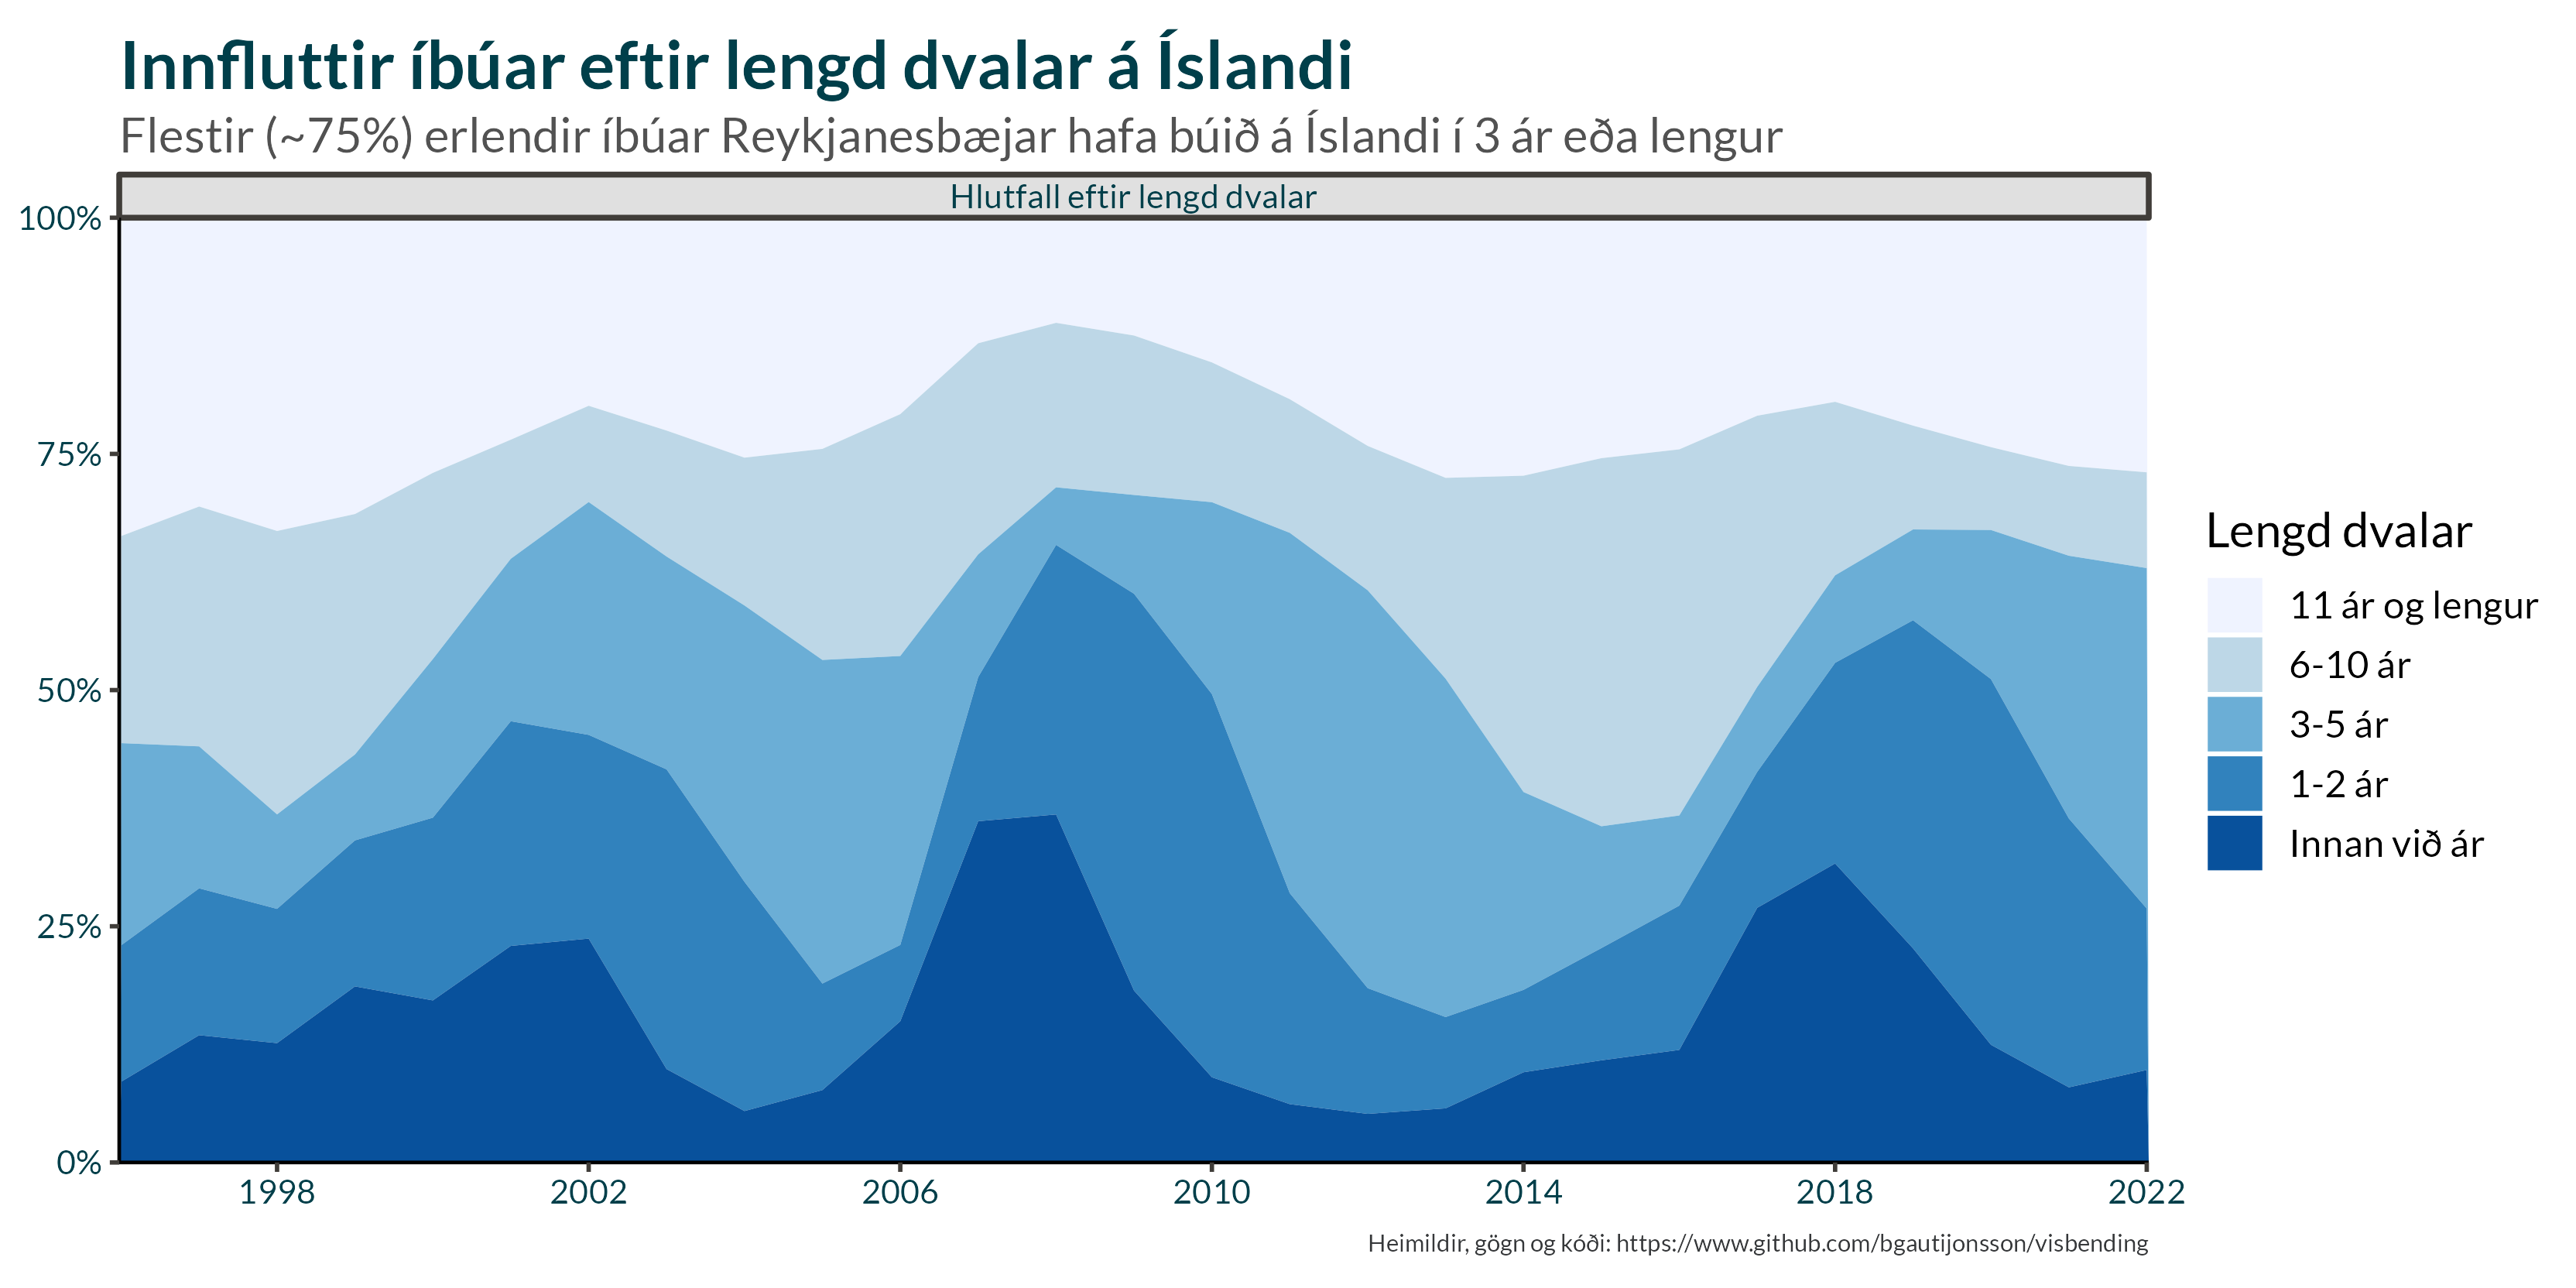 Innfluttir íbúar eftir lengd dvalar á Íslandi
Flestir (~75%) erlendir íbúar Reykjanesbæjar hafa búið á Íslandi í 3 ár eða lengur
Hlutfall eftir lengd dvalar
100%
75%
50%
25%
0%
1998 2002 2006 2010 2014 2018 2022
Lengd dvalar
11 ár og lengur
6-10 ár
3-5 ár
1-2 ár
Innan við ár
Heimildir, gögn og kóði: https://www.github.com/bgautijonsson/visbending